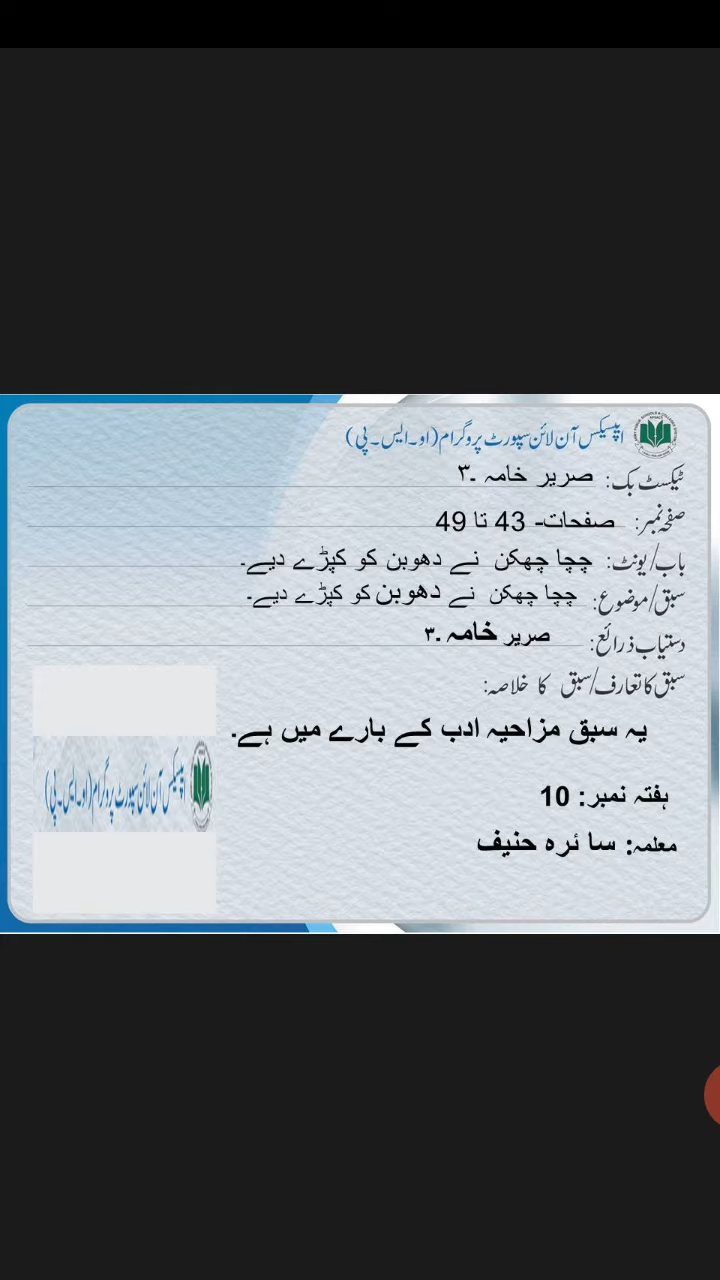 اپسیکس آن لائن سپورٹ پروگرام (او۔ایس۔پی)
ٹیکسٹ بک: صریر خامہ ۔۳
صفحہ نمبر: صفحات- 43 تا 49
باب/یونٹ: چچا چھکن نے دھوبن کو کپڑے دیے۔
سبق/موضوع: چچا چھکن نے دھوبن کو کپڑے دیے۔
دستیاب ذرائع: صریر خامہ ۔۳
سبق کا تعارف/سبق کا خلاصہ:
یہ سبق مزاحیہ ادب کے بارے میں ہے.
اپسیکس آن لائن سپورٹ پروگرام (او۔ایس۔پی)
ہفتہ نمبر: 10
معلمہ: سا ئرہ حنیف